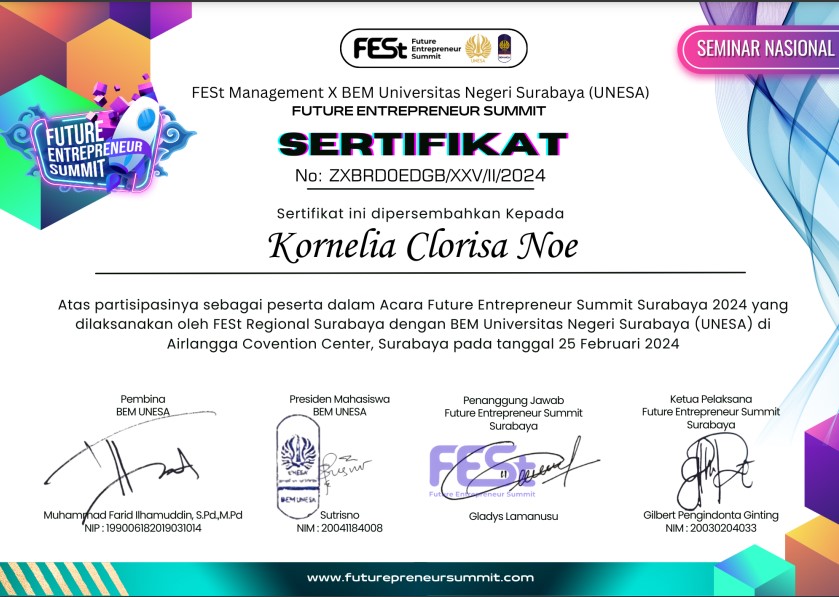 FESt Future
Entrepreneur
Summit
UNESA
SEMINAR NASIONAL
FUTURE
ENTREPRENEUR
SUMMIT
FESt Management X BEM Universitas Negeri Surabaya (UNESA)
FUTURE ENTREPRENEUR SUMMIT
SERTIFIKAT
No: ZXBRD0EDGB/XXV/II/2024
Sertifikat ini dipersembahkan Kepada
Kornelia Clorisa Noe
Atas partisipasinya sebagai peserta dalam Acara Future Entrepreneur Summit Surabaya 2024 yang
dilaksanakan oleh FESt Regional Surabaya dengan BEM Universitas Negeri Surabaya (UNESA) di
Airlangga Covention Center, Surabaya pada tanggal 25 Februari 2024
Pembina
BEM UNESA
Muhammad Farid Ilhamuddin, S.Pd.,M.Pd
NIP : 199006182019031014
Presiden Mahasiswa
BEM UNESA
UNESA
BEM UNESA
Sutrisno
NIM : 20041184008
Penanggung Jawab
Future Entrepreneur Summit
Surabaya
FESt
Future Entrepreneur Summit
Gladys Lamanusu
Ketua Pelaksana
Future Entrepreneur Summit
Surabaya
Gilbert Pengindonta Ginting
NIM : 20030204033
www.futurepreneursummit.com